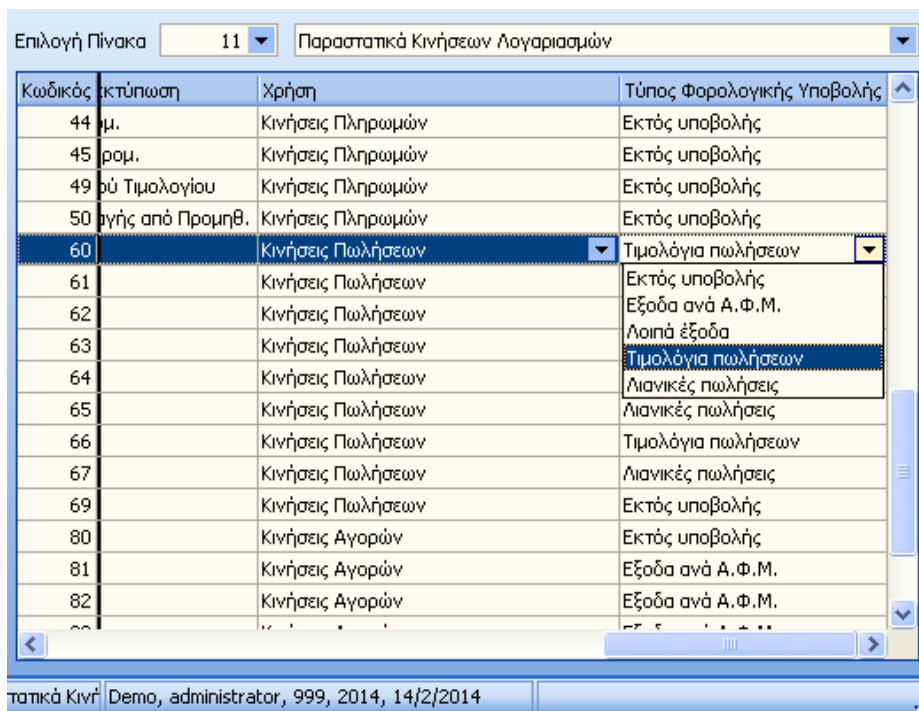 Επιλογή Πίνακα 11 Παραστατικά Κινήσεων Λογαριασμών
Κωδικός κτύπωση Χρήση Τύπος Φορολογικής Υποβολής
44 μ. Κινήσεις Πληρωμών Εκτός υποβολής
45 ρομ. Κινήσεις Πληρωμών Εκτός υποβολής
49 ού Τιμολογίου Κινήσεις Πληρωμών Εκτός υποβολής
50 γής από Προμηθ. Κινήσεις Πληρωμών Εκτός υποβολής
60 Κινήσεις Πωλήσεων Τιμολόγια πωλήσεων
61 Κινήσεις Πωλήσεων Εκτός υποβολής
62 Κινήσεις Πωλήσεων Εξοδα ανά Α.Φ.Μ.
63 Κινήσεις Πωλήσεων Λοιπά έξοδα
Τιμολόγια πωλήσεων
64 Κινήσεις Πωλήσεων Λιανικές πωλήσεις
65 Κινήσεις Πωλήσεων Λιανικές πωλήσεις
66 Κινήσεις Πωλήσεων Τιμολόγια πωλήσεων
67 Κινήσεις Πωλήσεων Λιανικές πωλήσεις
69 Κινήσεις Πωλήσεων Εκτός υποβολής
80 Κινήσεις Αγορών Εκτός υποβολής
81 Κινήσεις Αγορών Εξοδα ανά Α.Φ.Μ.
82 Κινήσεις Αγορών Εξοδα ανά Α.Φ.Μ.
τατικά Κινή Demo, administrator, 999, 2014, 14/2/2014